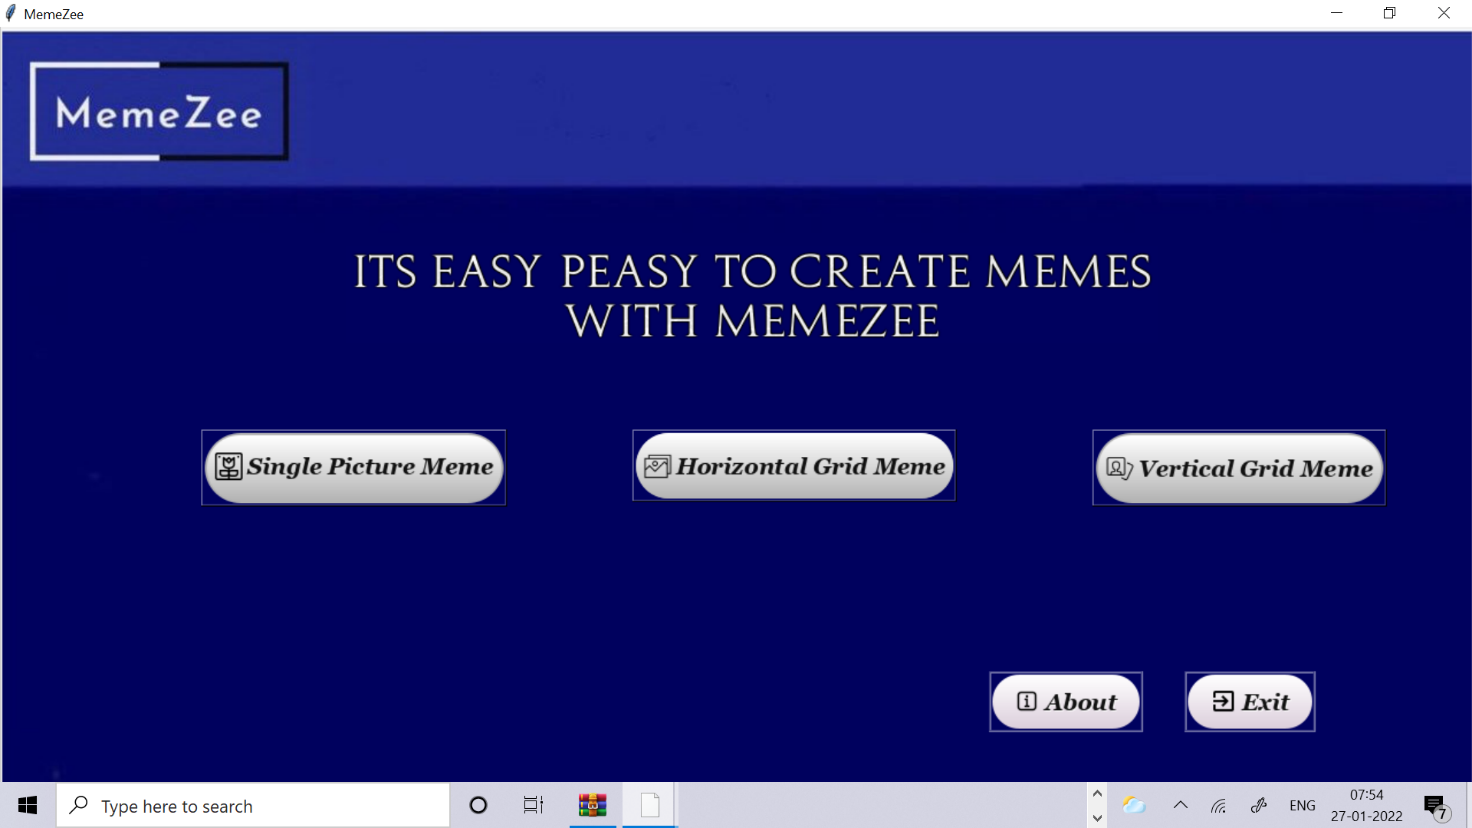 MemeZee
MemeZee
ITS EASY PEASY TO CREATE MEMES
WITH MEMEZEE
Single Picture Meme
Horizontal Grid Meme
Vertical Grid Meme
About
Exit
Type here to search
ENG
07:54
27-01-2022
7